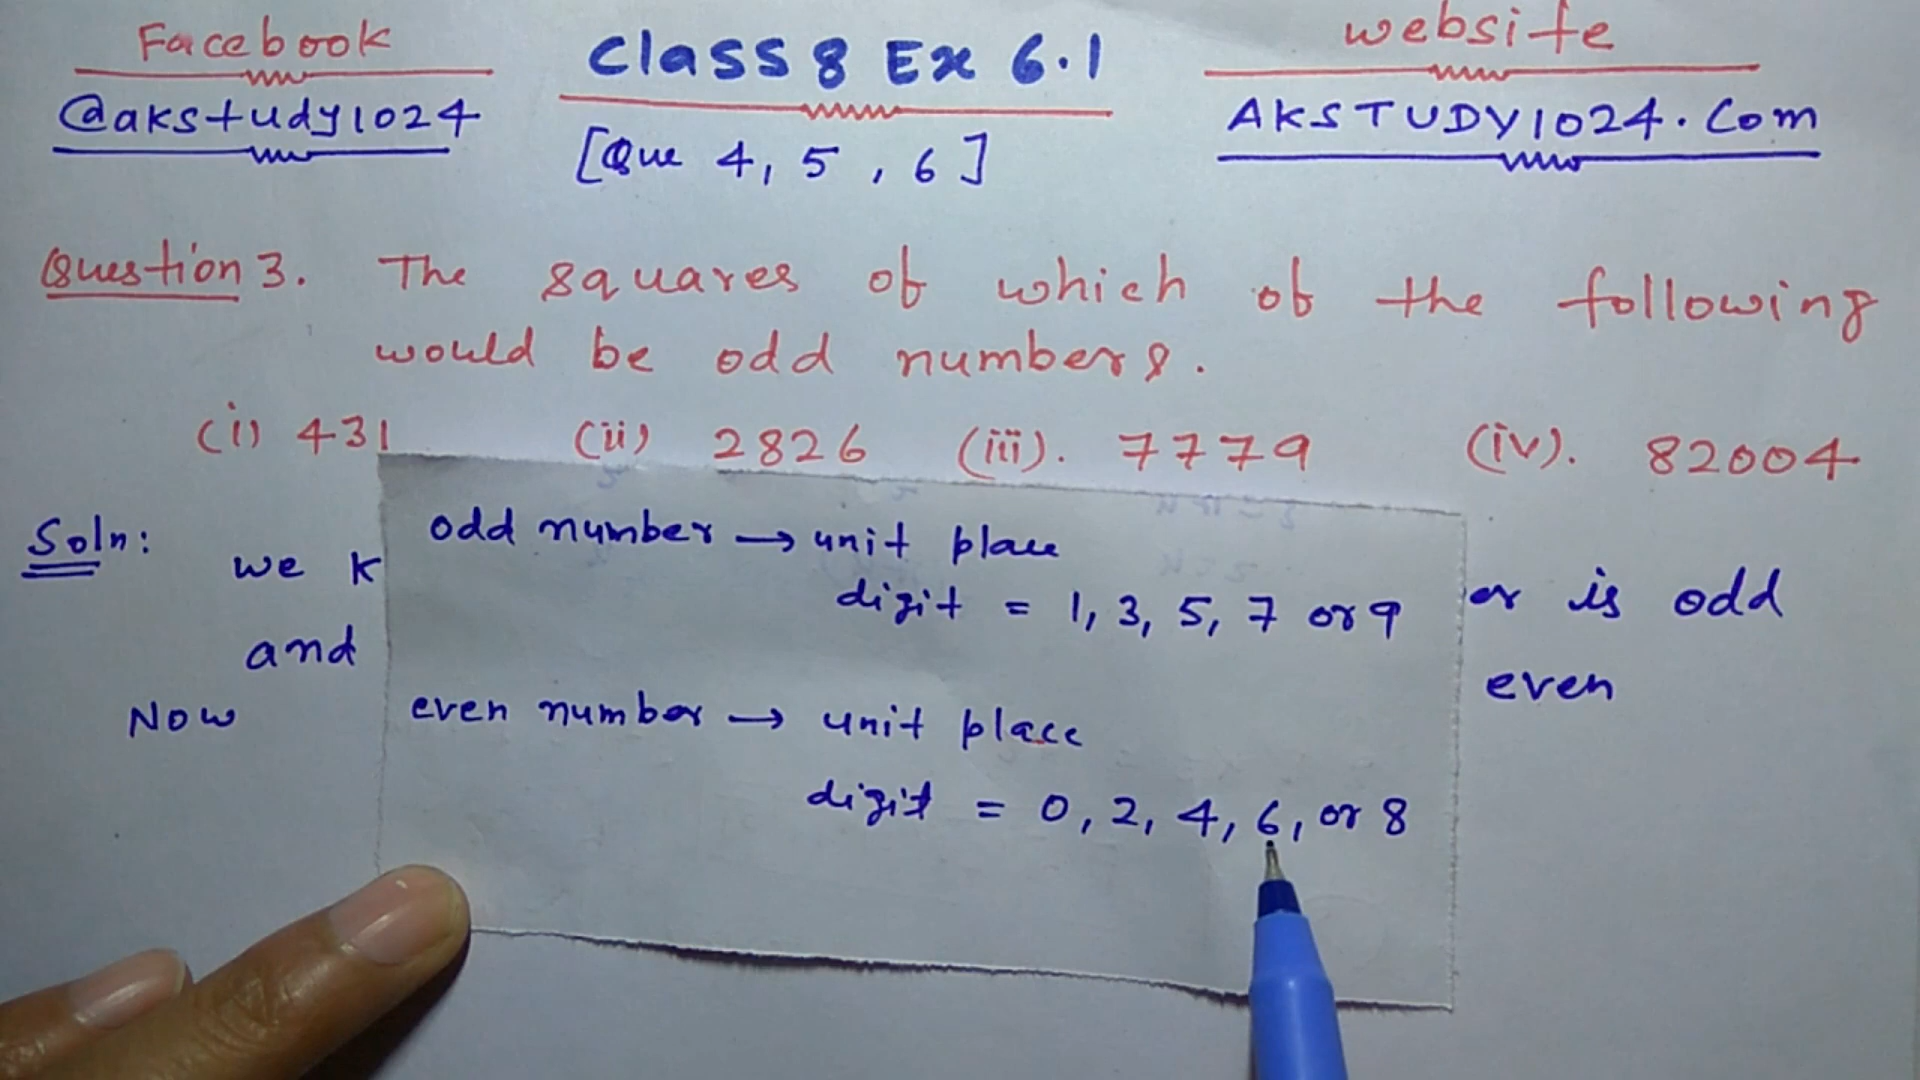 Facebook
@akstudy1024
Class 8 Ex 6.1
[Que 4, 5, 6]
website
AKSTUDY1024.Com
Question 3. The squares of which of the following
would be odd numbers.
(i) 431 (ii) 2826 (iii). 7779 (iv). 82004
Soln:
we k
and
Now
odd number → unit place
digit = 1, 3, 5, 7 or 9
even number → unit place
digit = 0, 2, 4, 6, or 8
er is odd
even